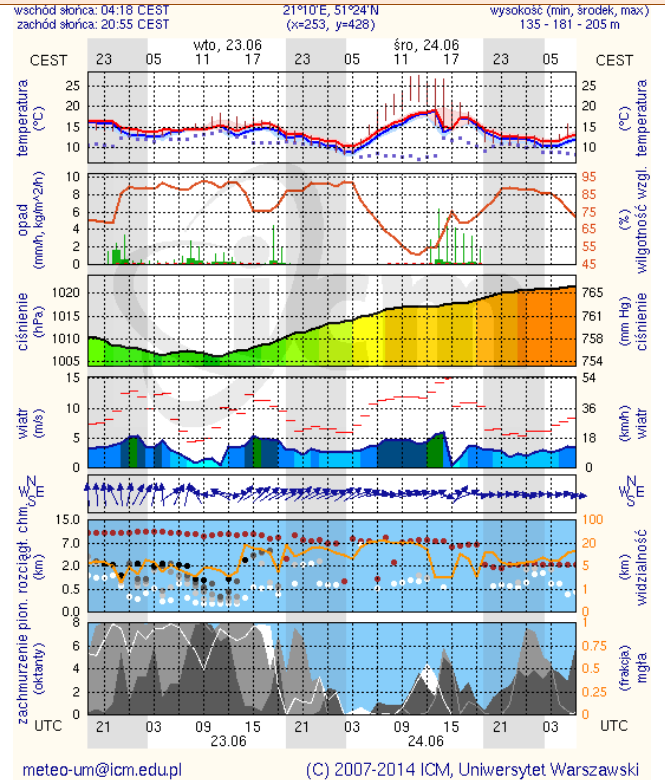 wschód słońca: 04:18 CEST 21°10'E, 51°24'N wysokość (min, środek, max)
zachód słońca: 20:55 CEST (x=253, y=428) 135 - 181 - 205 m
wto, 23.06 śro, 24.06
CEST 23 05 11 17 23 05 11 17 23 05 CEST
temperatura (°C) 25 20 15 10 25 20 15 10 (°C) temperatura
opad (mm/h, kg/m^2/h) 10 8 6 4 2 0 95 85 75 65 55 45 (%) wilgotność wzgl.
ciśnienie (hPa) 1020 1015 1010 1005 765 761 758 754 (mm Hg) ciśnienie
wiatr (m/s) 15 10 5 0 54 36 18 0 (km/h) wiatr
N W E S N W E S
pion. rozciągł. chm. (km) 15.0 7.0 2.0 0.5 0.0 100 20 5 1 0 (km) widzialność
zachmurzenie (oktanty) 8 6 4 2 0 1 0.75 0.5 0.25 0 (frakcja) mgła
UTC 21 03 09 15 21 03 09 15 21 03 UTC
23.06 24.06
icm
meteo-um@icm.edu.pl (C) 2007-2014 ICM, Uniwersytet Warszawski